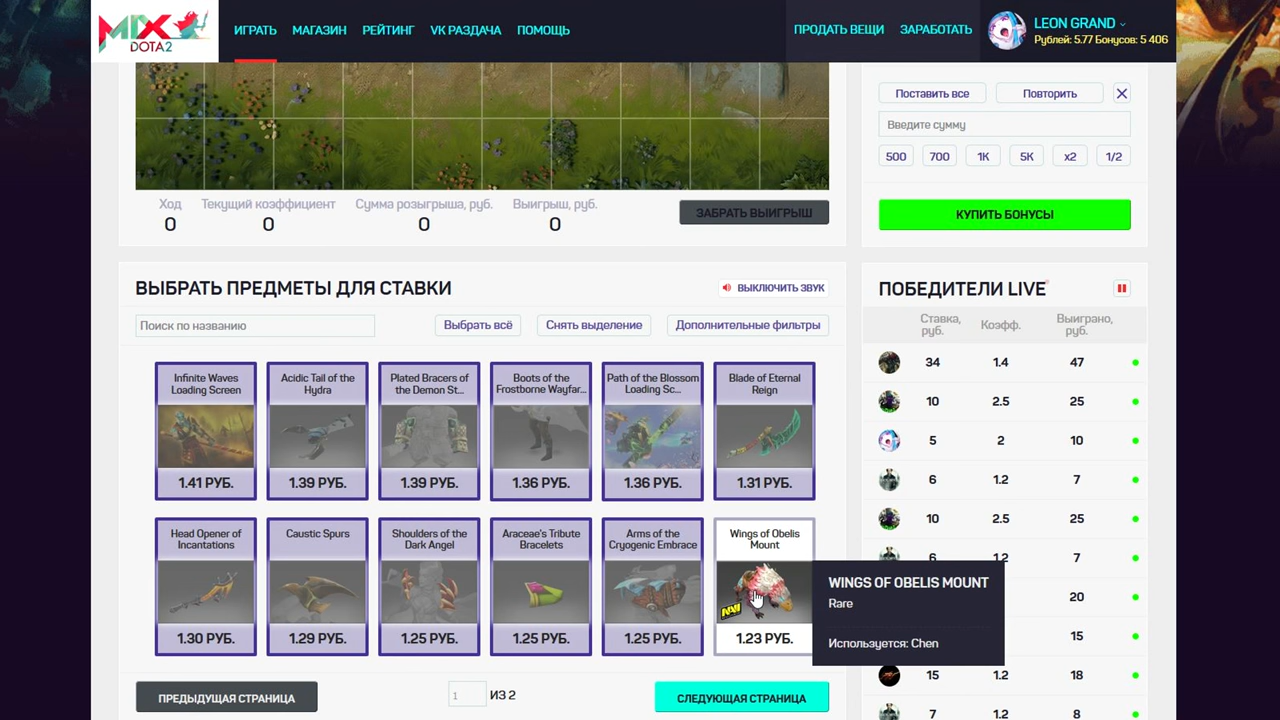 MIX
DOTA2
ИГРАТЬ
МАГАЗИН
РЕЙТИНГ
VK РАЗДАЧА
ПОМОЩЬ
ПРОДАТЬ ВЕЩИ
ЗАРАБОТАТЬ
LEON GRAND
Рублей: 5.77 Бонусов: 5 406
Поставить все
Повторить
Введите сумму
500
700
1К
5К
x2
1/2
КУПИТЬ БОНУСЫ
Ход
0
Текущий коэффициент
0
Сумма розыгрыша, руб.
0
Выигрыш, руб.
0
ЗАБРАТЬ ВЫИГРЫШ
ВЫБРАТЬ ПРЕДМЕТЫ ДЛЯ СТАВКИ
ВЫКЛЮЧИТЬ ЗВУК
Поиск по названию
Выбрать всё
Снять выделение
Дополнительные фильтры
Infinite Waves
Loading Screen
1.41 РУБ.
Acidic Tail of the
Hydra
1.39 РУБ.
Plated Bracers of
the Demon St...
1.39 РУБ.
Boots of the
Frostborne Wayfar...
1.36 РУБ.
Path of the Blossom
Loading Sc...
1.36 РУБ.
Blade of Eternal
Reign
1.31 РУБ.
Head Opener of
Incantations
1.30 РУБ.
Caustic Spurs
1.29 РУБ.
Shoulders of the
Dark Angel
1.25 РУБ.
Araceae's Tribute
Bracelets
1.25 РУБ.
Arms of the
Cryogenic Embrace
1.25 РУБ.
Wings of Obelis
Mount
NAVI
1.23 РУБ.
WINGS OF OBELIS MOUNT
Rare
Используется: Chen
ПРЕДЫДУЩАЯ СТРАНИЦА
1
ИЗ 2
СЛЕДУЮЩАЯ СТРАНИЦА
ПОБЕДИТЕЛИ LIVE
Ставка,
руб.
Коэфф.
Выиграно,
руб.
34 1.4 47
10 2.5 25
5 2 10
6 1.2 7
10 2.5 25
6 1.2 7
20
15
15 1.2 18
7 1.2 8